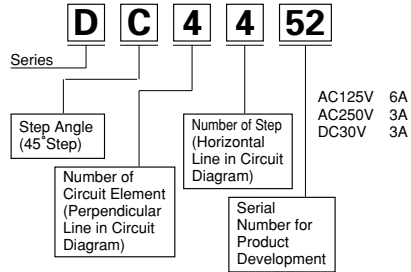 D C 4 4 52
Series
AC125V 6A
AC250V 3A
DC30V 3A
Step Angle
(45˚Step)
Number of Step
(Horizontal
Line in Circuit
Diagram)
Number of
Circuit Element
(Perpendicular
Line in Circuit
Diagram)
Serial
Number for
Product
Development